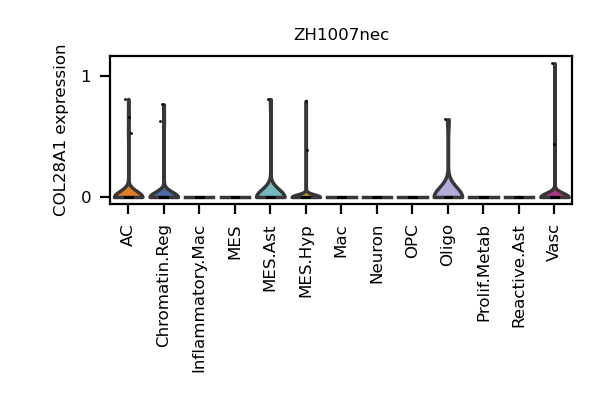 ZH1007nec
COL28A1 expression
1
0
AC
Chromatin.Reg
Inflammatory.Mac
MES
MES.Ast
MES.Hyp
Mac
Neuron
OPC
Oligo
Prolif.Metab
Reactive.Ast
Vasc